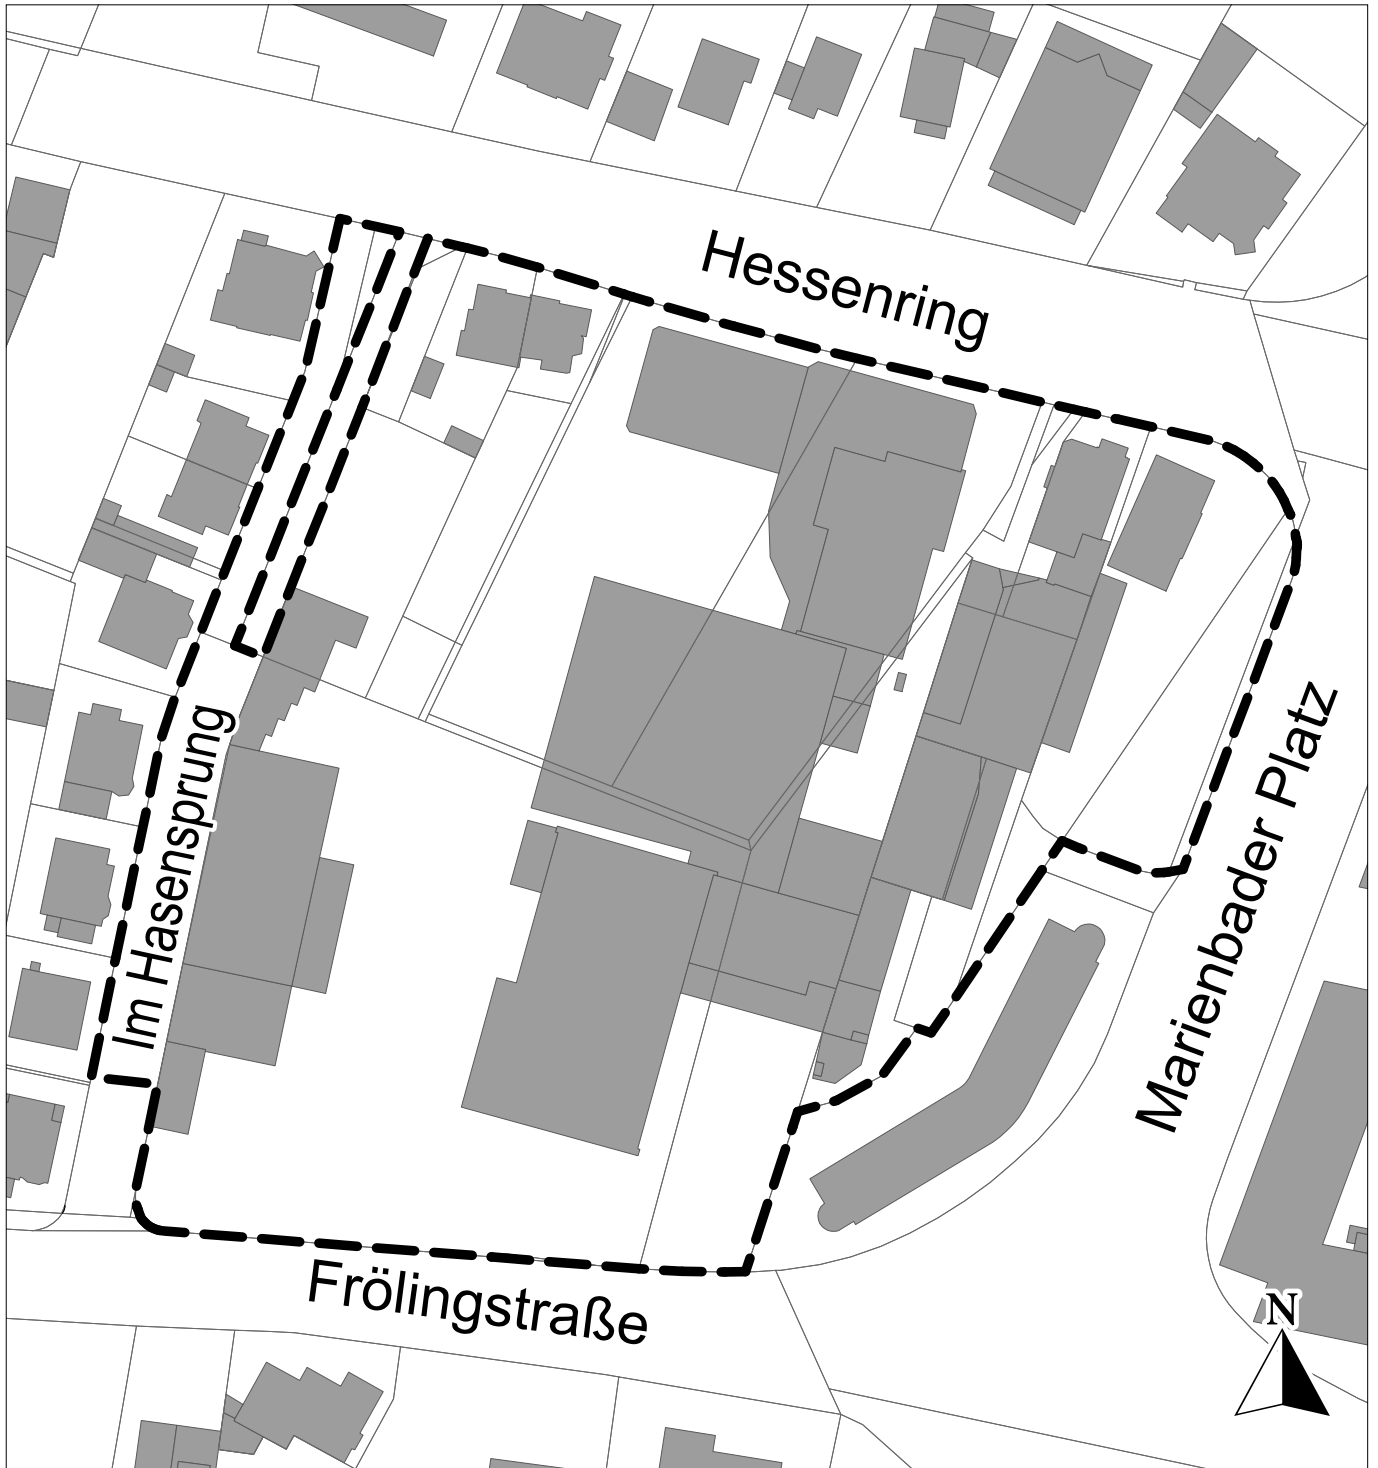 Hessenring
Marienbader Platz
Im Hasensprung
Frölingstraße
N